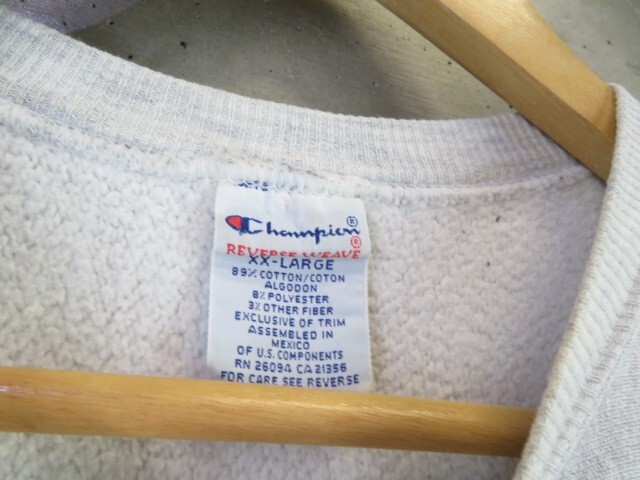 Champion®
REVERSE WEAVE®
XX-LARGE
89% COTTON/COTON
ALGODON
8% POLYESTER
3% OTHER FIBER
EXCLUSIVE OF TRIM
ASSEMBLED IN
MEXICO
OF U.S. COMPONENTS
RN 26094 CA 21356
FOR CARE SEE REVERSE